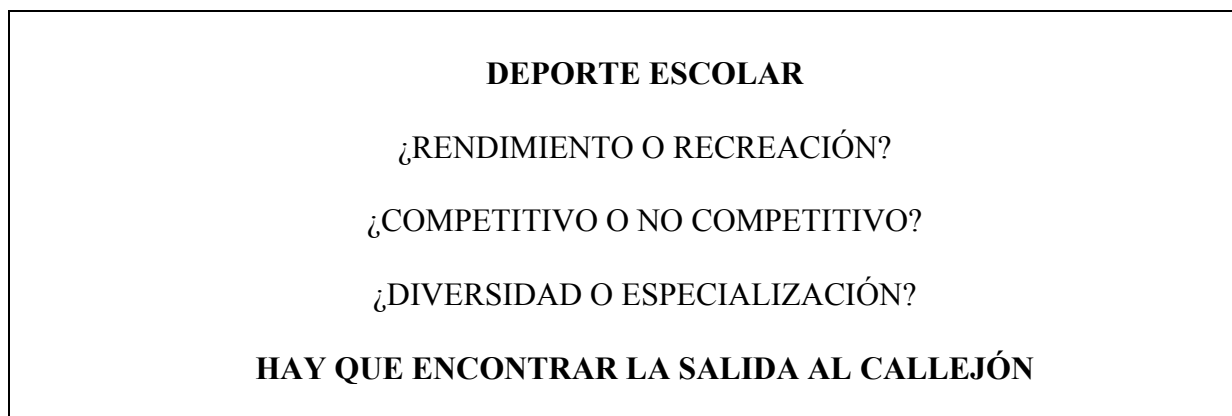 DEPORTE ESCOLAR
¿RENDIMIENTO O RECREACIÓN?
¿COMPETITIVO O NO COMPETITIVO?
¿DIVERSIDAD O ESPECIALIZACIÓN?
HAY QUE ENCONTRAR LA SALIDA AL CALLEJÓN